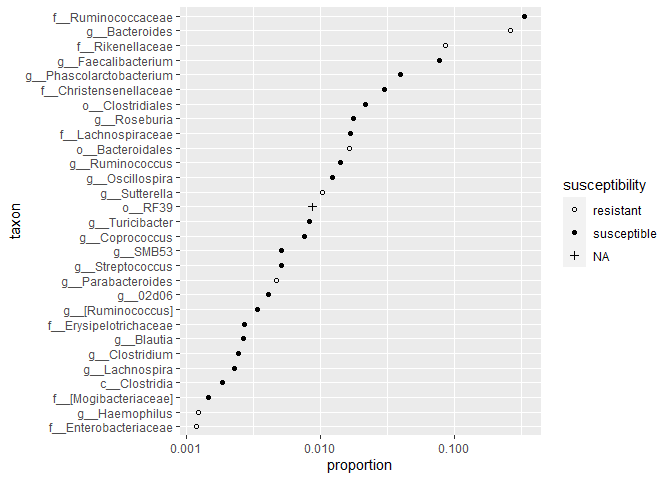 f__Ruminococcaceae
g__Bacteroides
f__Rikenellaceae
g__Faecalibacterium
g__Phascolarctobacterium
f__Christensenellaceae
o__Clostridiales
g__Roseburia
f__Lachnospiraceae
o__Bacteroidales
g__Ruminococcus
g__Oscillospira
g__Sutterella
o__RF39
g__Turicibacter
g__Coprococcus
g__SMB53
g__Streptococcus
g__Parabacteroides
g__02d06
g__[Ruminococcus]
f__Erysipelotrichaceae
g__Blautia
g__Clostridium
g__Lachnospira
c__Clostridia
f__[Mogibacteriaceae]
g__Haemophilus
f__Enterobacteriaceae
taxon
0.001 0.010 0.100
proportion
susceptibility
resistant
susceptible
NA